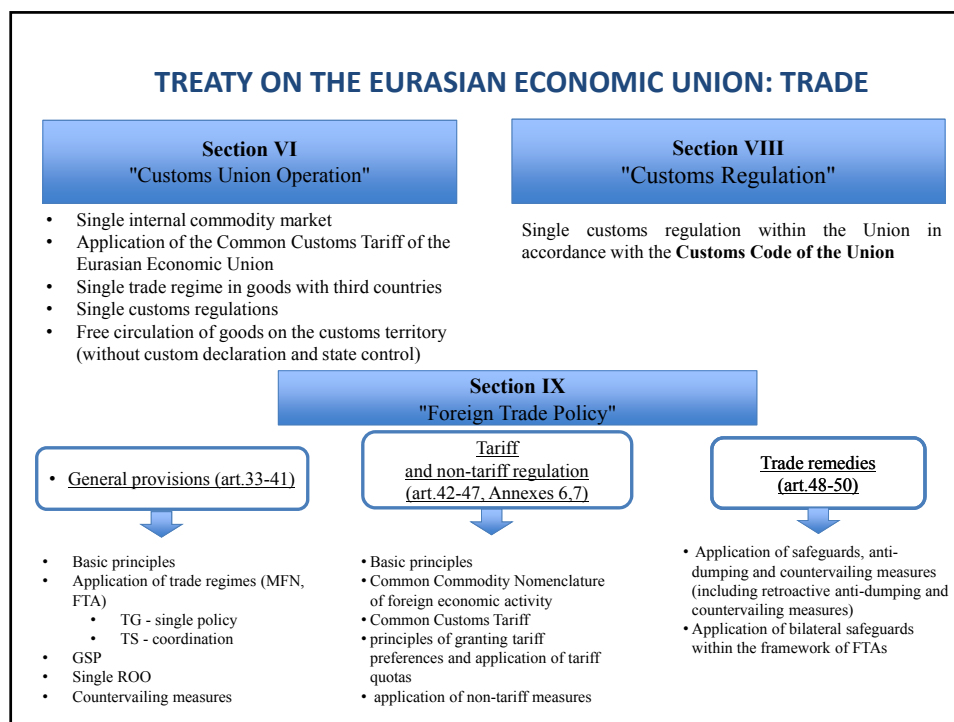 TREATY ON THE EURASIAN ECONOMIC UNION: TRADE
Section VI
"Customs Union Operation"
• Single internal commodity market
• Application of the Common Customs Tariff of the
Eurasian Economic Union
• Single trade regime in goods with third countries
• Single customs regulations
• Free circulation of goods on the customs territory
(without custom declaration and state control)
Section VIII
"Customs Regulation"
Single customs regulation within the Union in
accordance with the Customs Code of the Union
Section IX
"Foreign Trade Policy"
• General provisions (art.33-41)
• Basic principles
• Application of trade regimes (MFN,
FTA)
• TG - single policy
• TS - coordination
• GSP
• Single ROO
• Countervailing measures
Tariff
and non-tariff regulation
(art.42-47, Annexes 6,7)
• Basic principles
• Common Commodity Nomenclature
of foreign economic activity
• Common Customs Tariff
• principles of granting tariff
preferences and application of tariff
quotas
• application of non-tariff measures
Trade remedies
(art.48-50)
• Application of safeguards, anti-
dumping and countervailing measures
(including retroactive anti-dumping and
countervailing measures)
• Application of bilateral safeguards
within the framework of FTAs